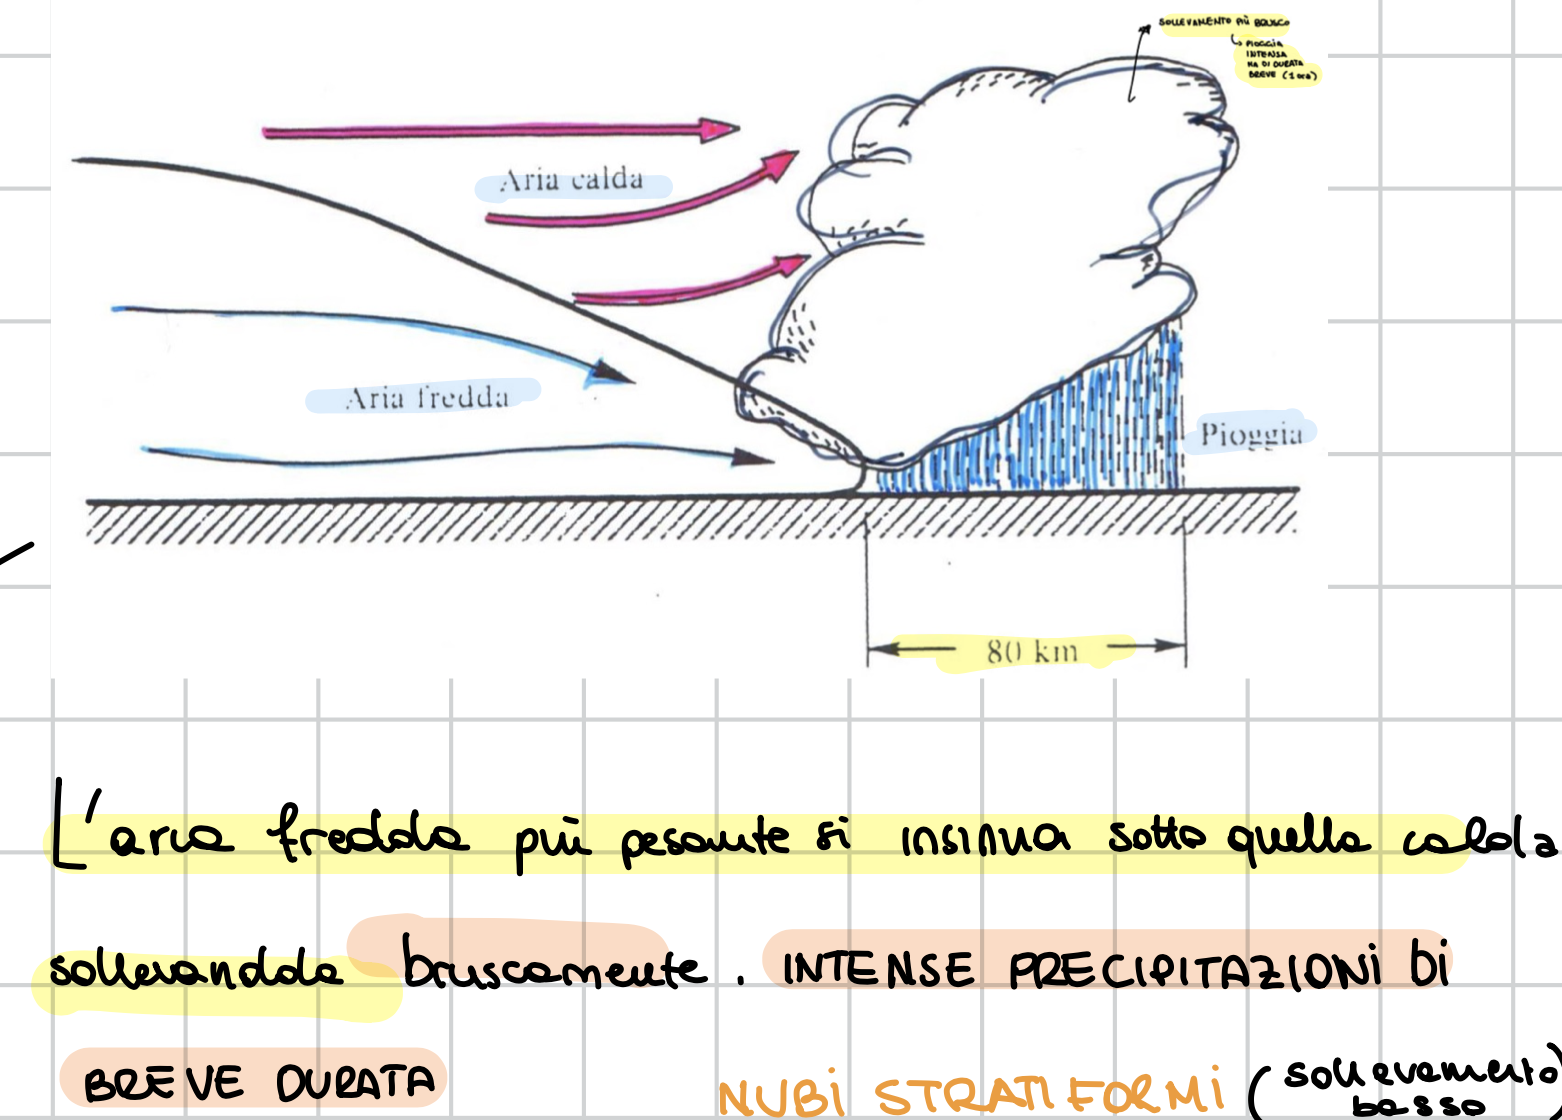 SOLLEVAMENTO PIÙ BRUSCO
↳ PIOGGIA
INTENSA
MA DI DURATA
BREVE (1 ora)
Aria calda
Aria fredda
Pioggia
80 km
L'aria fredda più pesante si insinua sotto quella calda
sollevandola bruscamente. INTENSE PRECIPITAZIONI DI
BREVE DURATA
NUBI STRATIFORMI (sollevamento
basso